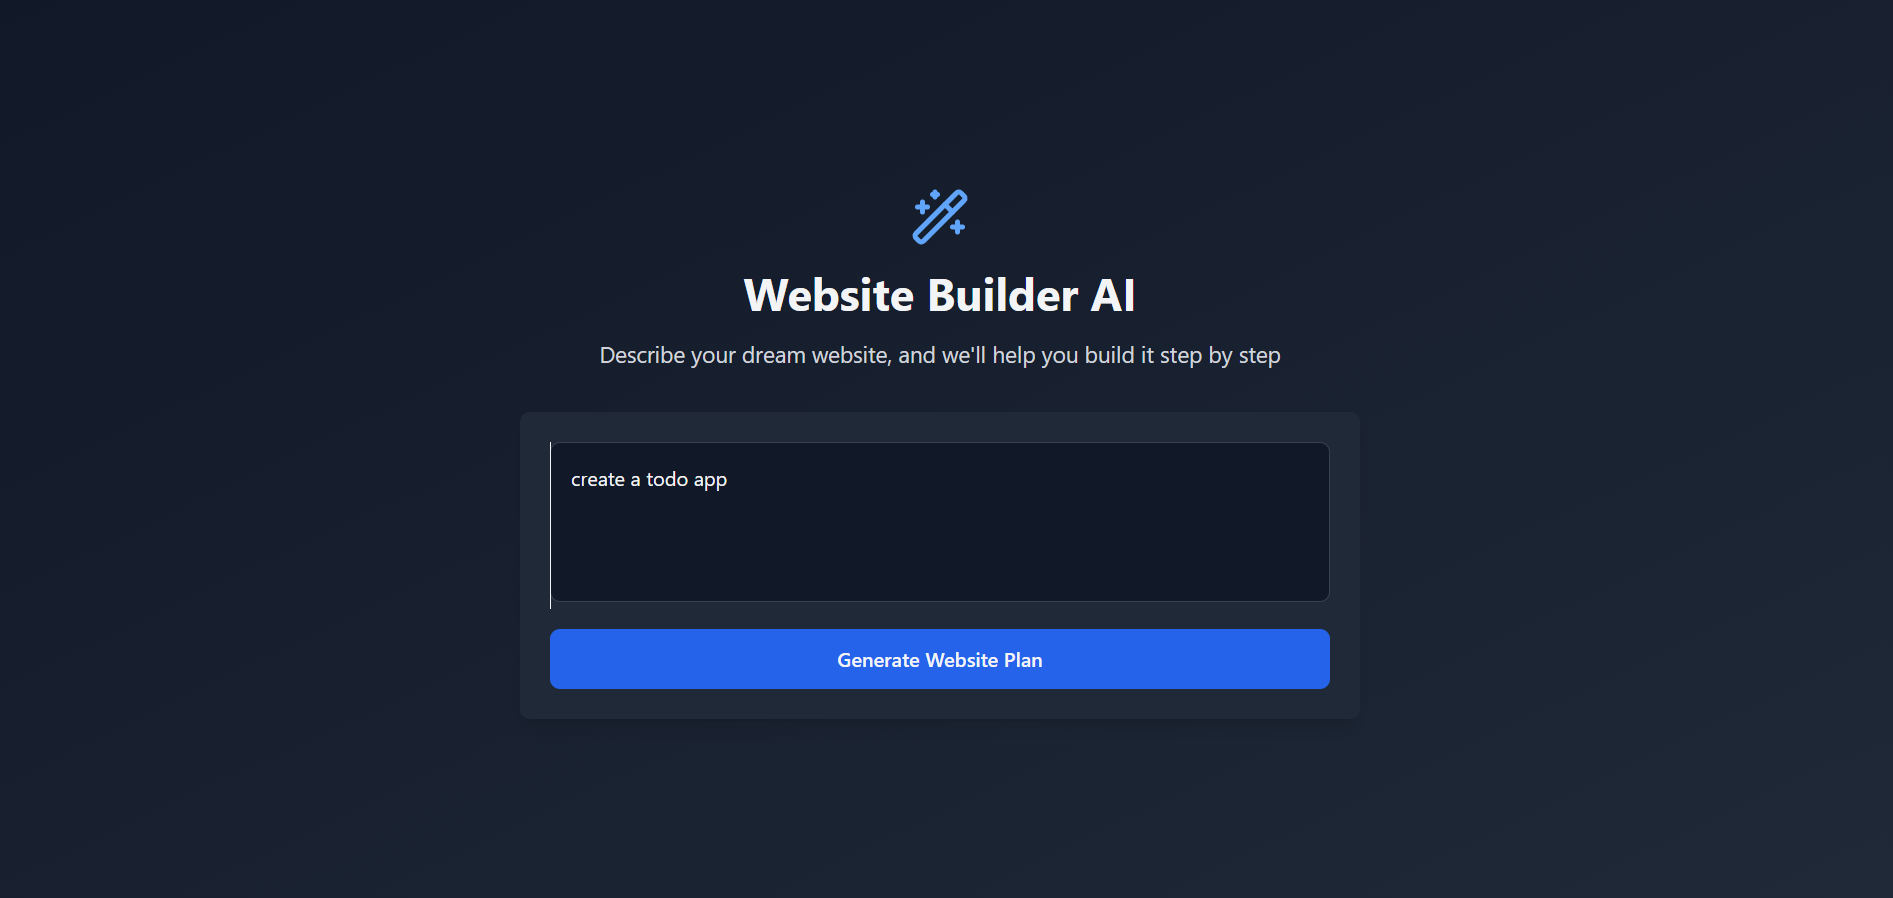 Website Builder AI
Describe your dream website, and we'll help you build it step by step
create a todo app
Generate Website Plan